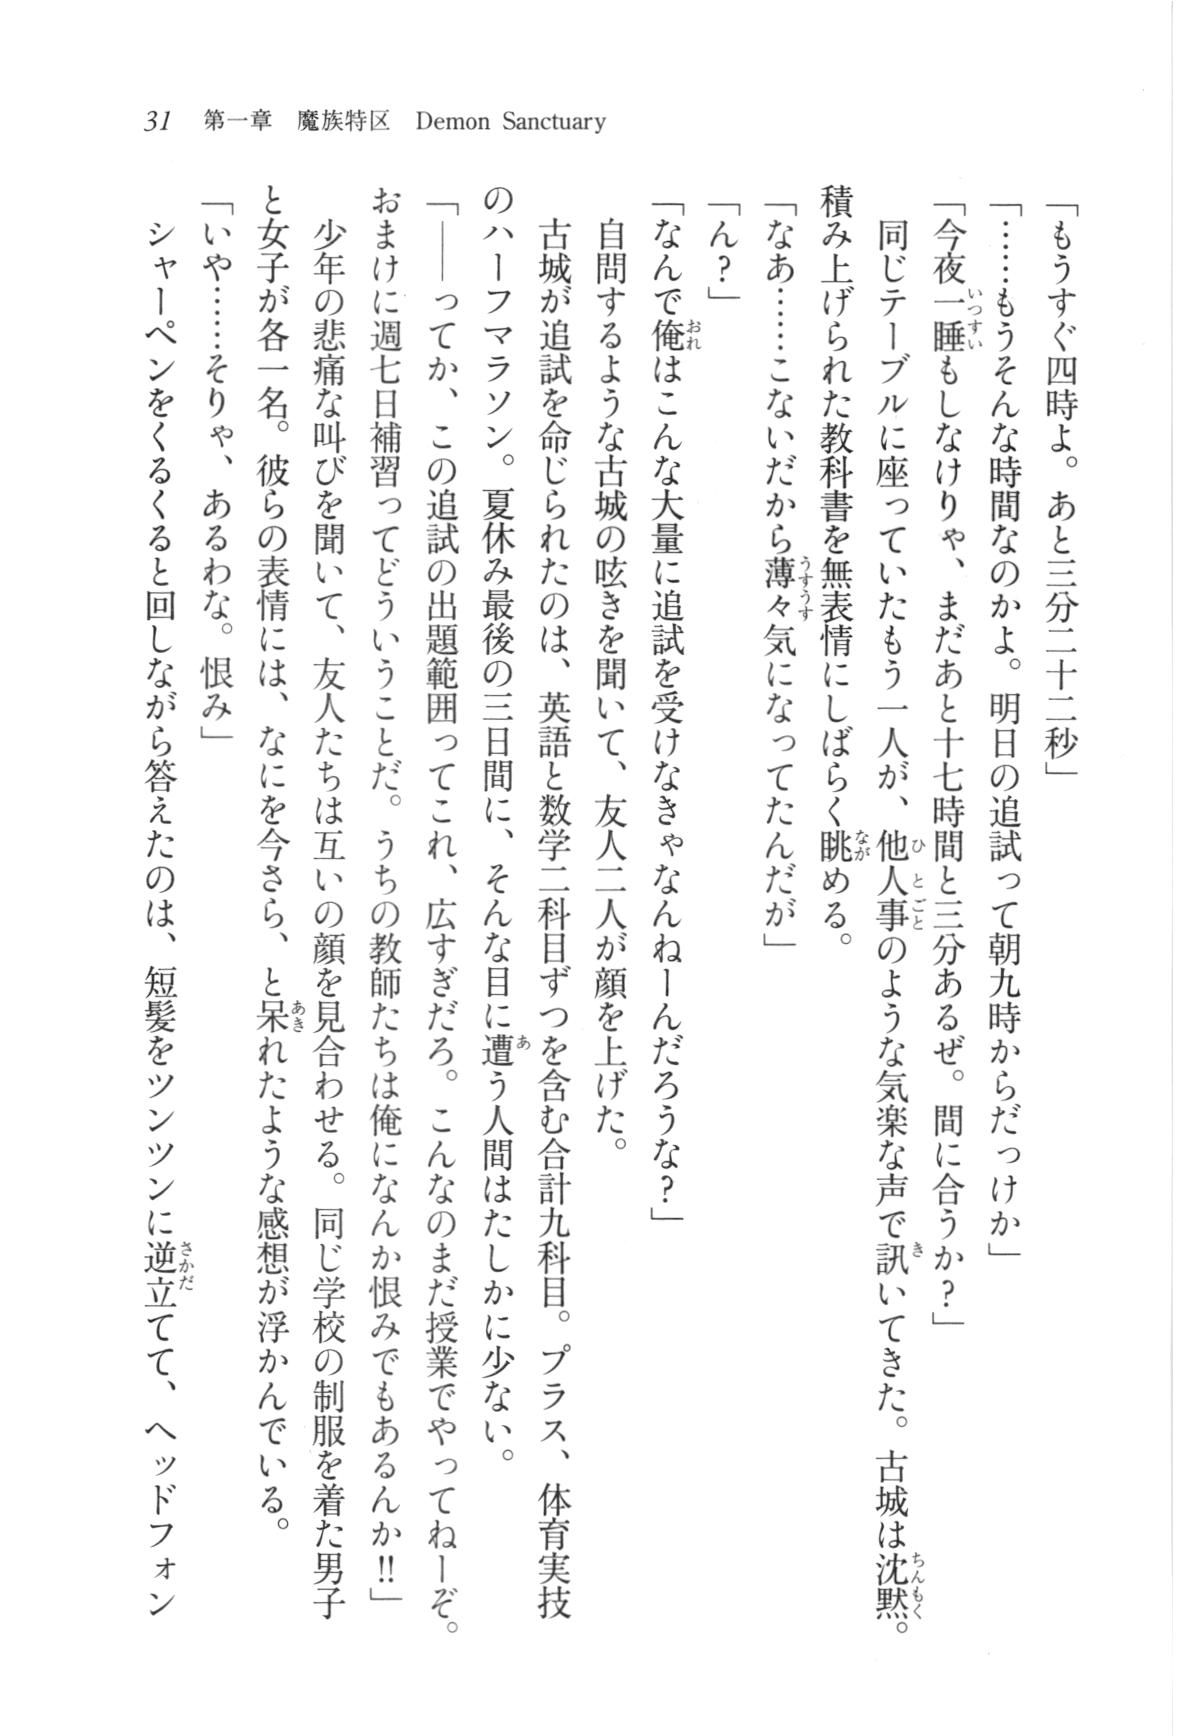 31　第一章　魔族特区　Demon Sanctuary
「もうすぐ四時よ。あと三分二十二秒」
「……もうそんな時間なのかよ。明日の追試って朝九時からだっけか」
「今夜一睡もしなけりゃ、まだあと十七時間と三分あるぜ。間に合うか？」
　同じテーブルに座っていたもう一人が、他人事のような気楽な声で訊いてきた。古城は沈黙。
積み上げられた教科書を無表情にしばらく眺める。
「なあ……こないだから薄々気になってたんだが」
「ん？」
「なんで俺はこんな大量に追試を受けなきゃなんねーんだろうな？」
　自問するような古城の呟きを聞いて、友人二人が顔を上げた。
　古城が追試を命じられたのは、英語と数学二科目ずつを含む合計九科目。プラス、体育実技
のハーフマラソン。夏休み最後の三日間に、そんな目に遭う人間はたしかに少ない。
「――ってか、この追試の出題範囲ってこれ、広すぎだろ。こんなのまだ授業でやってねーぞ。
おまけに週七日補習ってどういうことだ。うちの教師たちは俺になんか恨みでもあるんか!!」
　少年の悲痛な叫びを聞いて、友人たちは互いの顔を見合わせる。同じ学校の制服を着た男子
と女子が各一名。彼らの表情には、なにを今さら、と呆れたような感想が浮かんでいる。
「いや……そりゃ、あるわな。恨み」
　シャーペンをくるくると回しながら答えたのは、短髪をツンツンに逆立てて、ヘッドフォン